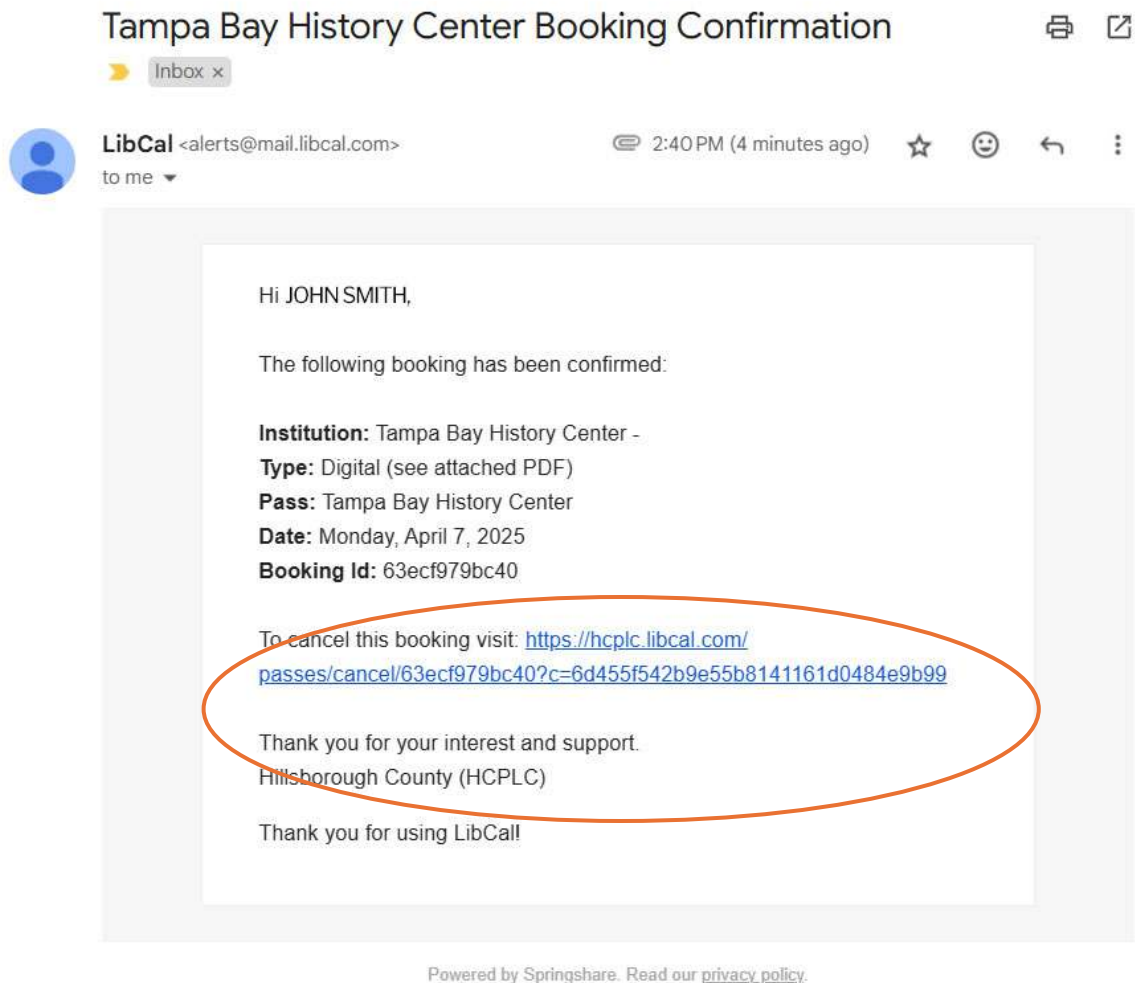 Tampa Bay History Center Booking Confirmation
Inbox ×
LibCal <alerts@mail.libcal.com>
2:40 PM (4 minutes ago)
to me
Hi JOHN SMITH,
The following booking has been confirmed:
Institution: Tampa Bay History Center -
Type: Digital (see attached PDF)
Pass: Tampa Bay History Center
Date: Monday, April 7, 2025
Booking Id: 63ecf979bc40
To cancel this booking visit: https://hcplc.libcal.com/
passes/cancel/63ecf979bc40?c=6d455f542b9e55b8141161d0484e9b99
Thank you for your interest and support.
Hillsborough County (HCPLC)
Thank you for using LibCal!
Powered by Springshare. Read our privacy policy.